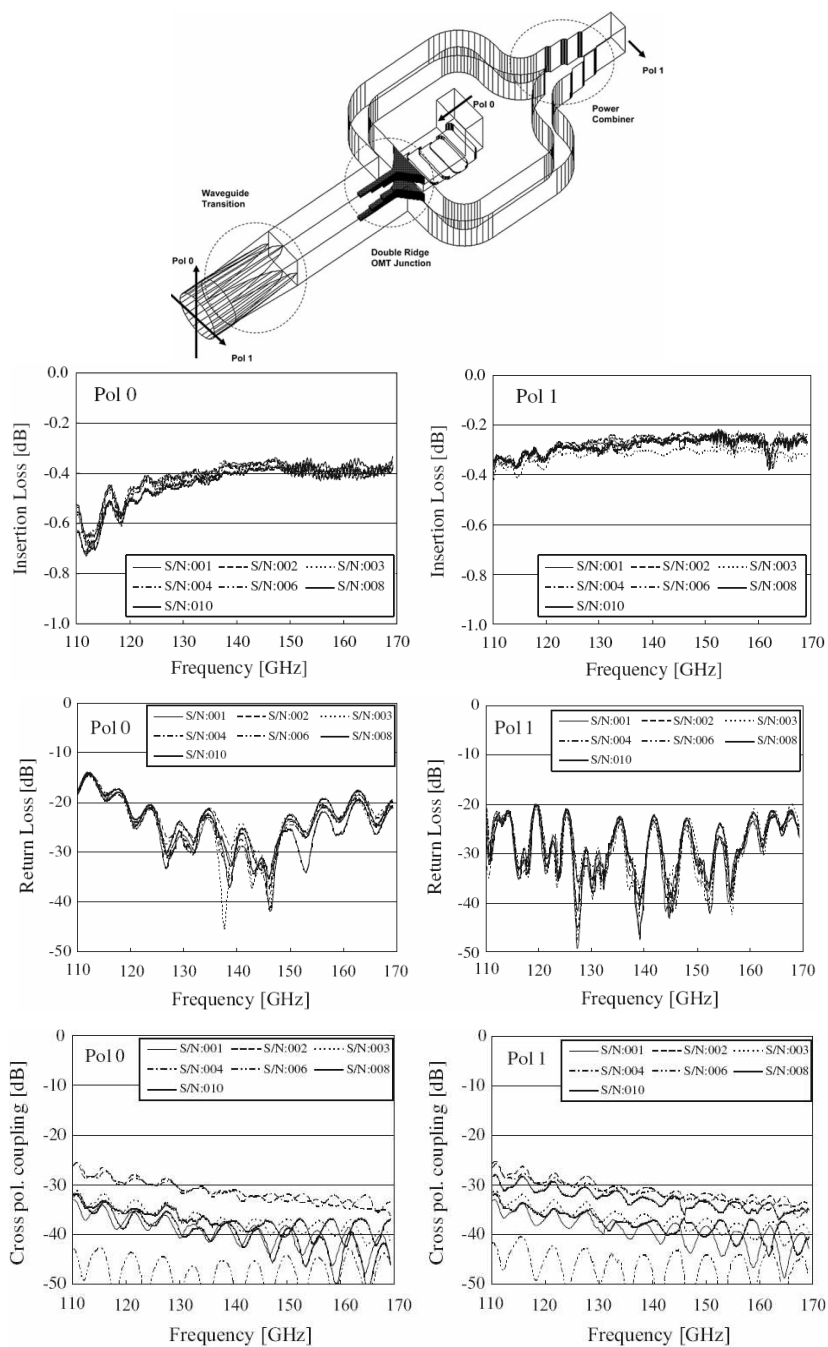 Pol 1
Pol 0
Power
Combiner
Waveguide
Transition
Double Ridge
OMT Junction
Pol 0
Pol 1
Pol 0
Insertion Loss [dB]
0.0
-0.2
-0.4
-0.6
-0.8
-1.0
S/N:001 S/N:002 S/N:003
S/N:004 S/N:006 S/N:008
S/N:010
110 120 130 140 150 160 170
Frequency [GHz]
Pol 1
Insertion Loss [dB]
0.0
-0.2
-0.4
-0.6
-0.8
-1.0
S/N:001 S/N:002 S/N:003
S/N:004 S/N:006 S/N:008
S/N:010
110 120 130 140 150 160 170
Frequency [GHz]
Pol 0
Return Loss [dB]
0
-10
-20
-30
-40
-50
S/N:001 S/N:002 S/N:003
S/N:004 S/N:006 S/N:008
S/N:010
110 120 130 140 150 160 170
Frequency [GHz]
Pol 1
Return Loss [dB]
0
-10
-20
-30
-40
-50
S/N:001 S/N:002 S/N:003
S/N:004 S/N:006 S/N:008
S/N:010
110 120 130 140 150 160 170
Frequency [GHz]
Pol 0
Cross pol. coupling [dB]
0
-10
-20
-30
-40
-50
S/N:001 S/N:002 S/N:003
S/N:004 S/N:006 S/N:008
S/N:010
110 120 130 140 150 160 170
Frequency [GHz]
Pol 1
Cross pol. coupling [dB]
0
-10
-20
-30
-40
-50
S/N:001 S/N:002 S/N:003
S/N:004 S/N:006 S/N:008
S/N:010
110 120 130 140 150 160 170
Frequency [GHz]